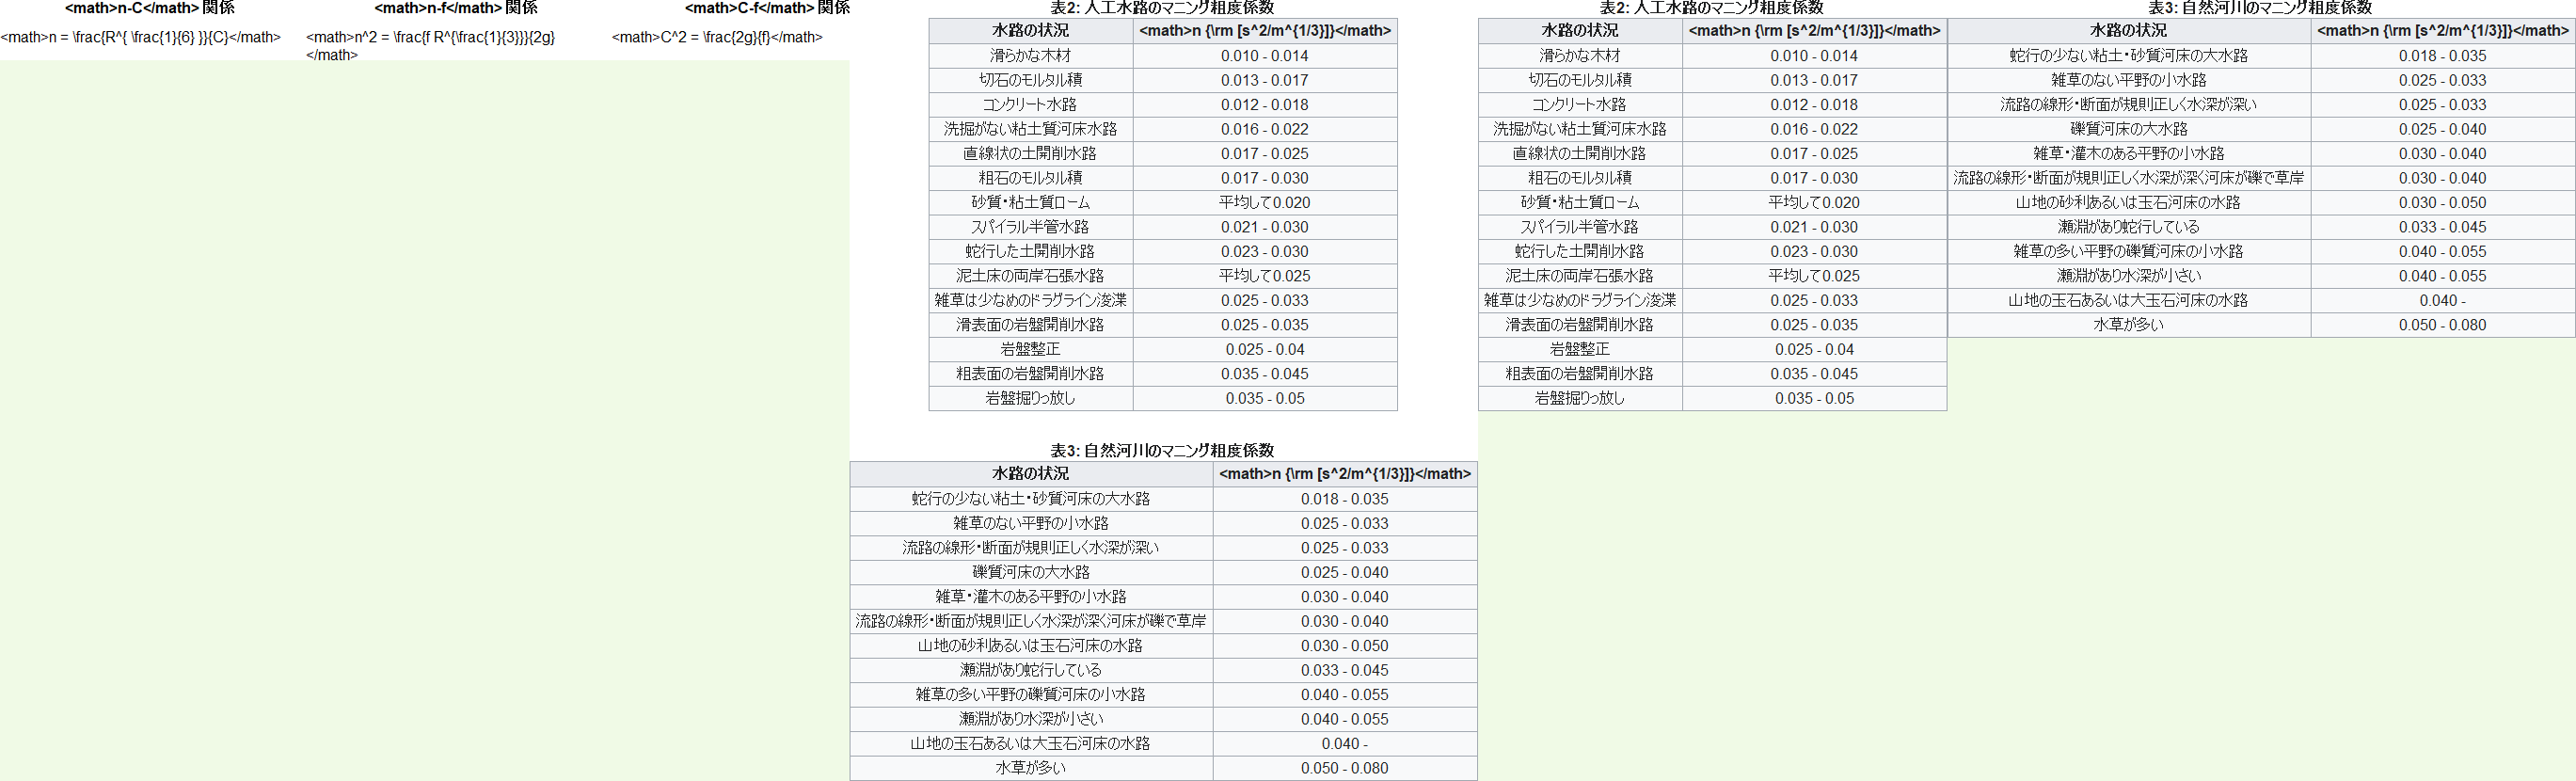 <math>n-C</math> 関係
<math>n-f</math> 関係
<math>C-f</math> 関係
<math>n = \frac{R^{ \frac{1}{6} }}{C}</math>
<math>n^2 = \frac{f R^{\frac{1}{3}}}{2g}
</math>
<math>C^2 = \frac{2g}{f}</math>
表2: 人工水路のマニング粗度係数
水路の状況 <math>n {\rm [s^2/m^{1/3}]}</math>
滑らかな木材 0.010 - 0.014
切石のモルタル積 0.013 - 0.017
コンクリート水路 0.012 - 0.018
洗掘がない粘土質河床水路 0.016 - 0.022
直線状の土開削水路 0.017 - 0.025
粗石のモルタル積 0.017 - 0.030
砂質・粘土質ローム 平均して0.020
スパイラル半管水路 0.021 - 0.030
蛇行した土開削水路 0.023 - 0.030
泥土床の両岸石張水路 平均して0.025
雑草は少なめのドラグライン浚渫 0.025 - 0.033
滑表面の岩盤開削水路 0.025 - 0.035
岩盤整正 0.025 - 0.04
粗表面の岩盤開削水路 0.035 - 0.045
岩盤掘りっ放し 0.035 - 0.05
表3: 自然河川のマニング粗度係数
水路の状況 <math>n {\rm [s^2/m^{1/3}]}</math>
蛇行の少ない粘土・砂質河床の大水路 0.018 - 0.035
雑草のない平野の小水路 0.025 - 0.033
流路の線形・断面が規則正しく水深が深い 0.025 - 0.033
礫質河床の大水路 0.025 - 0.040
雑草・灌木のある平野の小水路 0.030 - 0.040
流路の線形・断面が規則正しく水深が深く河床が礫で草岸 0.030 - 0.040
山地の砂利あるいは玉石河床の水路 0.030 - 0.050
瀬淵があり蛇行している 0.033 - 0.045
雑草の多い平野の礫質河床の小水路 0.040 - 0.055
瀬淵があり水深が小さい 0.040 - 0.055
山地の玉石あるいは大玉石河床の水路 0.040 -
水草が多い 0.050 - 0.080
表2: 人工水路のマニング粗度係数
水路の状況 <math>n {\rm [s^2/m^{1/3}]}</math>
滑らかな木材 0.010 - 0.014
切石のモルタル積 0.013 - 0.017
コンクリート水路 0.012 - 0.018
洗掘がない粘土質河床水路 0.016 - 0.022
直線状の土開削水路 0.017 - 0.025
粗石のモルタル積 0.017 - 0.030
砂質・粘土質ローム 平均して0.020
スパイラル半管水路 0.021 - 0.030
蛇行した土開削水路 0.023 - 0.030
泥土床の両岸石張水路 平均して0.025
雑草は少なめのドラグライン浚渫 0.025 - 0.033
滑表面の岩盤開削水路 0.025 - 0.035
岩盤整正 0.025 - 0.04
粗表面の岩盤開削水路 0.035 - 0.045
岩盤掘りっ放し 0.035 - 0.05
表3: 自然河川のマニング粗度係数
水路の状況 <math>n {\rm [s^2/m^{1/3}]}</math>
蛇行の少ない粘土・砂質河床の大水路 0.018 - 0.035
雑草のない平野の小水路 0.025 - 0.033
流路の線形・断面が規則正しく水深が深い 0.025 - 0.033
礫質河床の大水路 0.025 - 0.040
雑草・灌木のある平野の小水路 0.030 - 0.040
流路の線形・断面が規則正しく水深が深く河床が礫で草岸 0.030 - 0.040
山地の砂利あるいは玉石河床の水路 0.030 - 0.050
瀬淵があり蛇行している 0.033 - 0.045
雑草の多い平野の礫質河床の小水路 0.040 - 0.055
瀬淵があり水深が小さい 0.040 - 0.055
山地の玉石あるいは大玉石河床の水路 0.040 -
水草が多い 0.050 - 0.080